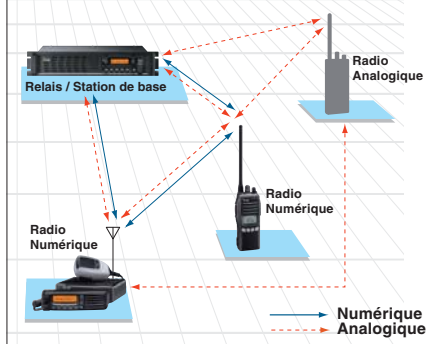 Radio
Analogique
Relais / Station de base
Radio
Numérique
Radio
Numérique
Numérique
Analogique